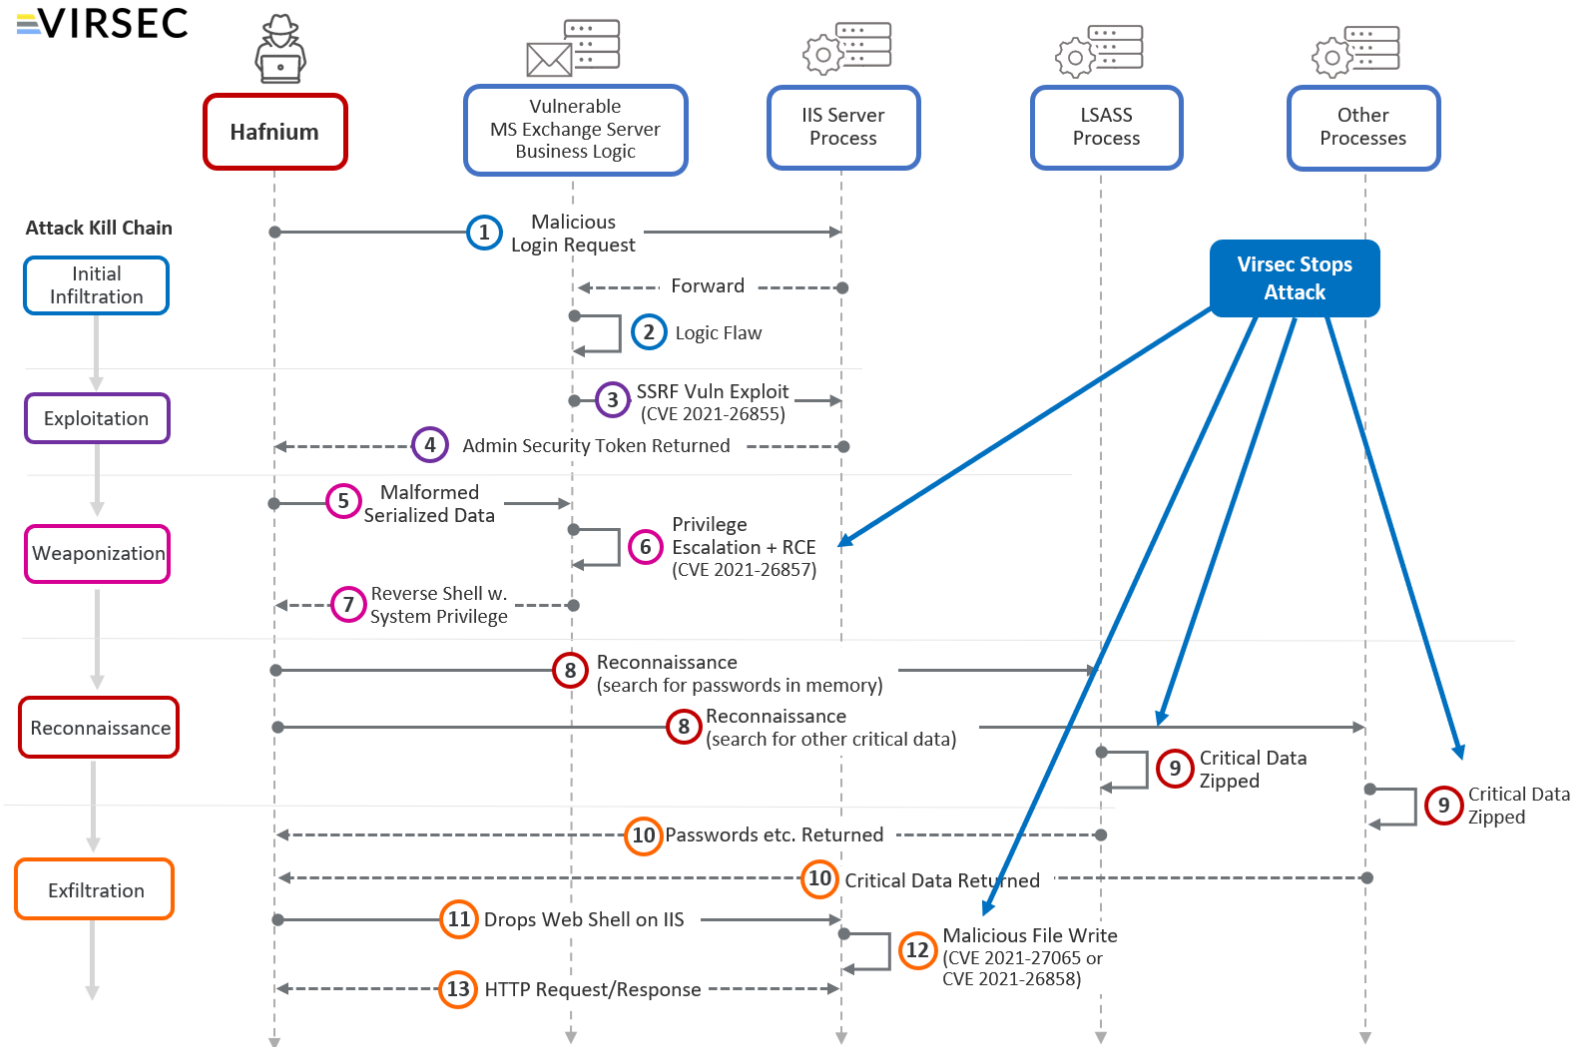 VIRSEC
Hafnium
Vulnerable
MS Exchange Server
Business Logic
IIS Server
Process
LSASS
Process
Other
Processes
Attack Kill Chain
Initial
Infiltration
Exploitation
Weaponization
Reconnaissance
Exfiltration
1
Malicious
Login Request
Forward
2
Logic Flaw
3
SSRF Vuln Exploit
(CVE 2021-26855)
4
Admin Security Token Returned
5
Malformed
Serialized Data
6
Privilege
Escalation + RCE
(CVE 2021-26857)
7
Reverse Shell w.
System Privilege
8
Reconnaissance
(search for passwords in memory)
8
Reconnaissance
(search for other critical data)
9
Critical Data
Zipped
9
Critical Data
Zipped
10
Passwords etc. Returned
10
Critical Data Returned
11
Drops Web Shell on IIS
12
Malicious File Write
(CVE 2021-27065 or
CVE 2021-26858)
13
HTTP Request/Response
Virsec Stops
Attack